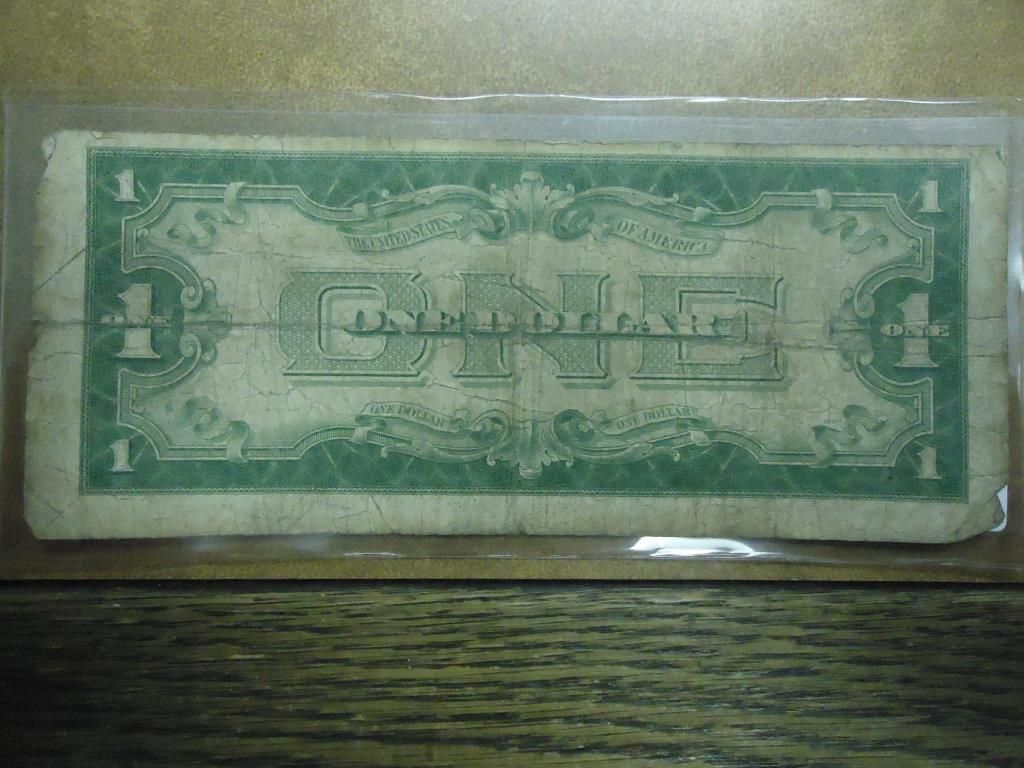 1 1
THE UNITED STATES OF AMERICA
ONE
1 ONE ONE DOLLAR 1 ONE
ONE DOLLAR ONE DOLLAR
1 1